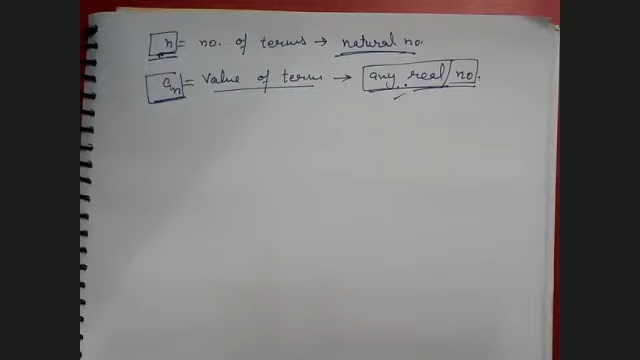 n = no. of terms → natural no.
aₙ = value of terms → any real no.